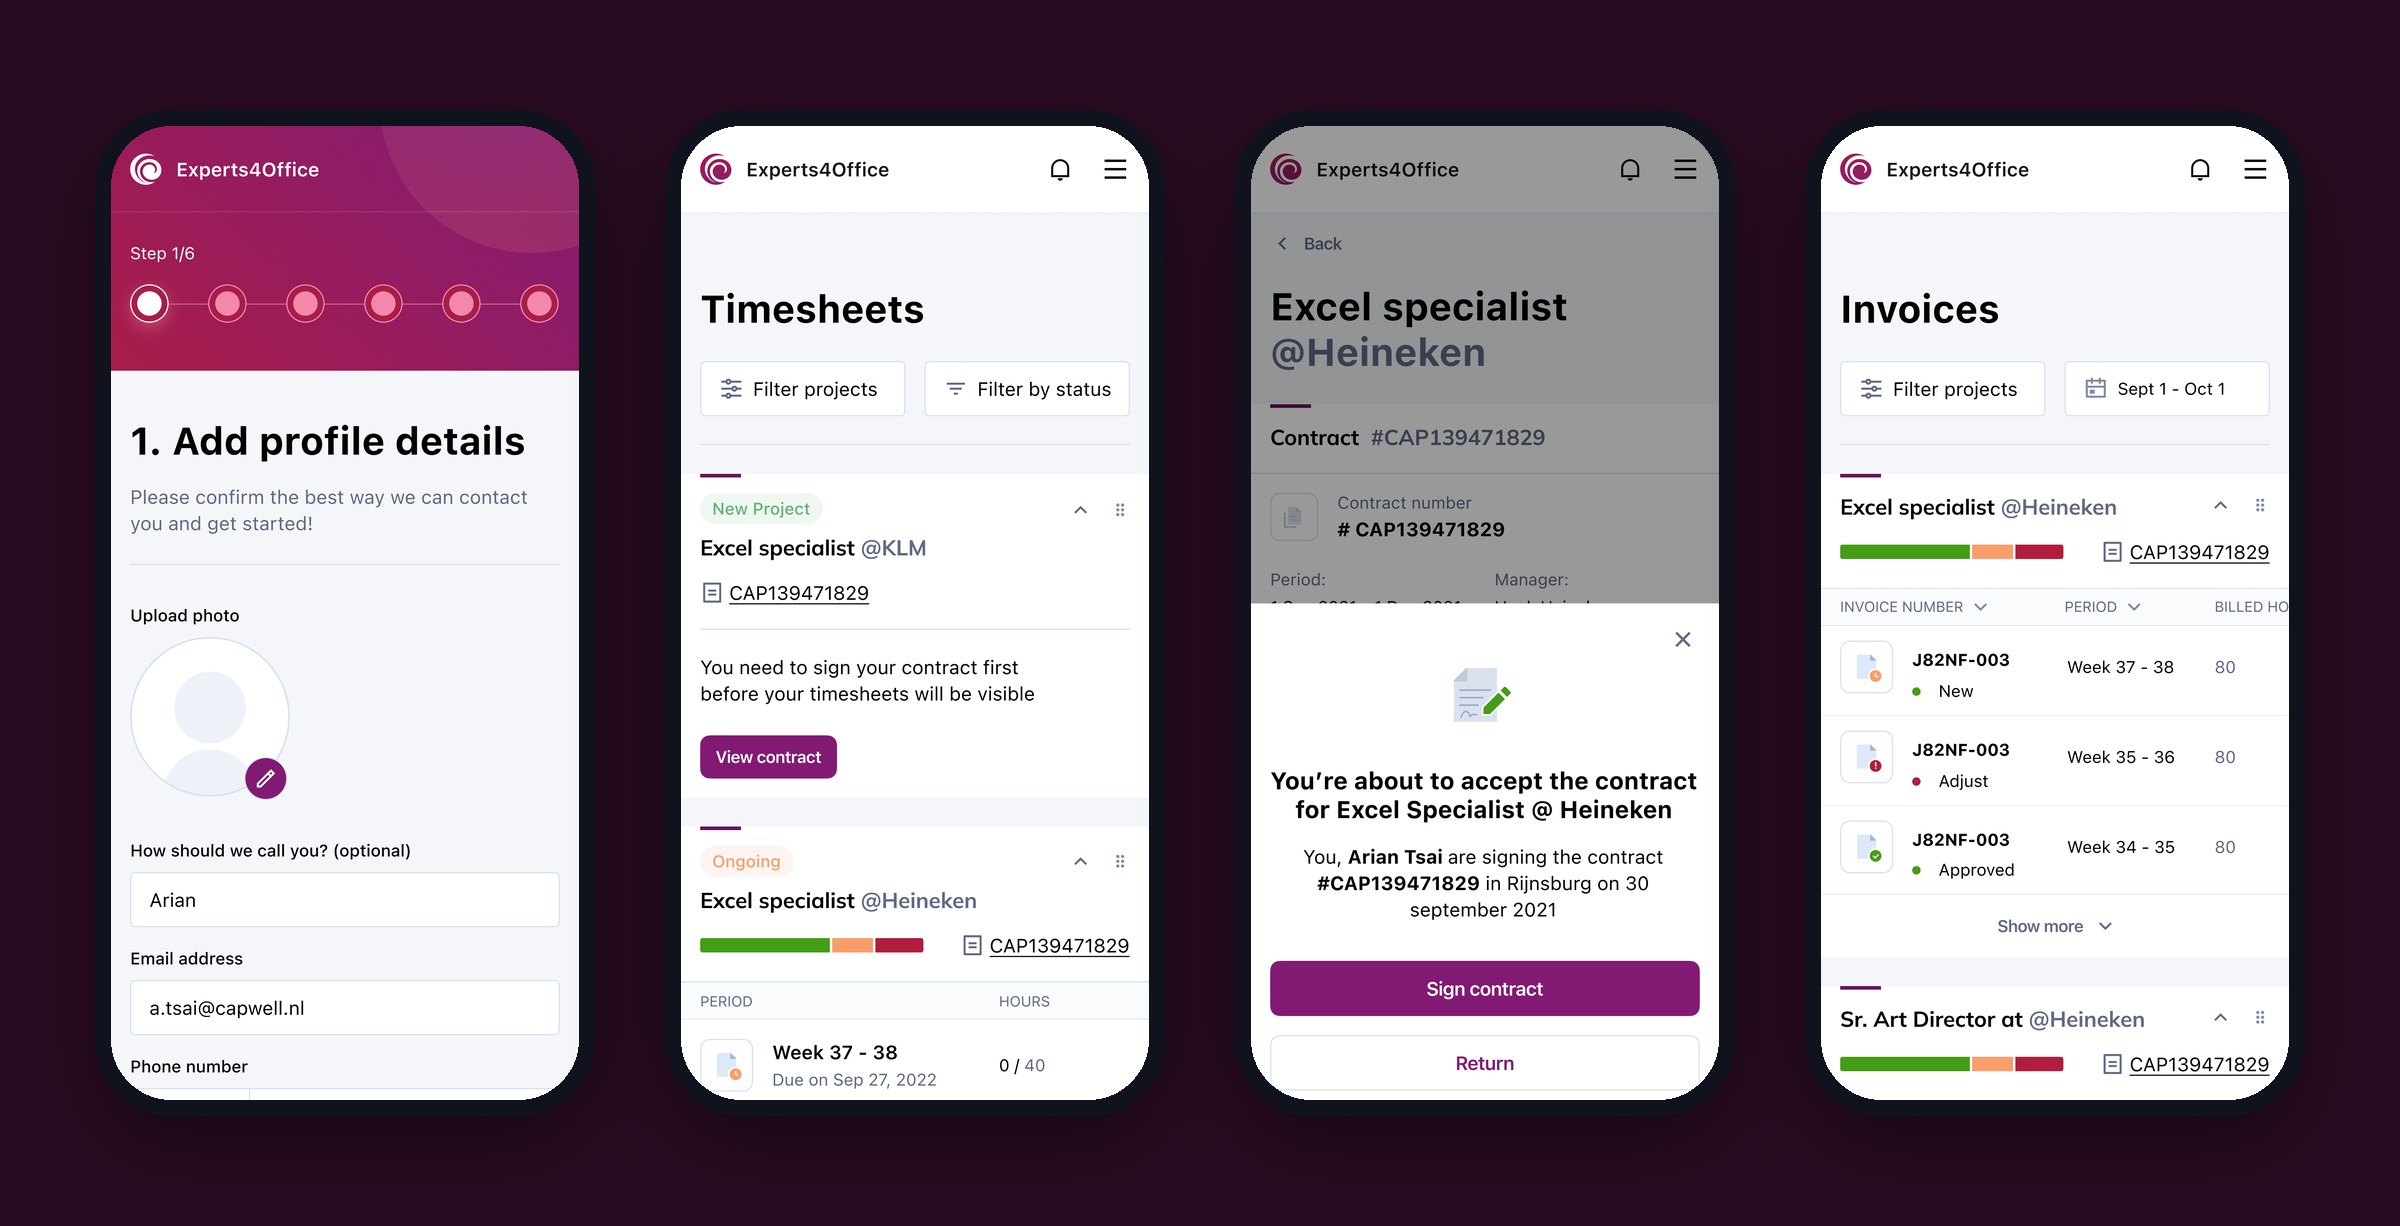 Experts4Office
Step 1/6
1. Add profile details
Please confirm the best way we can contact
you and get started!
Upload photo
How should we call you? (optional)
Arian
Email address
a.tsai@capwell.nl
Phone number
Experts4Office
Timesheets
Filter projects
Filter by status
New Project
Excel specialist @KLM
CAP139471829
You need to sign your contract first
before your timesheets will be visible
View contract
Ongoing
Excel specialist @Heineken
CAP139471829
PERIOD HOURS
Week 37 - 38
0 / 40
Due on Sep 27, 2022
Experts4Office
Back
Excel specialist
@Heineken
Contract #CAP139471829
Contract number
# CAP139471829
Period: Manager:
You're about to accept the contract
for Excel Specialist @ Heineken
You, Arian Tsai are signing the contract
#CAP139471829 in Rijnsburg on 30
september 2021
Sign contract
Return
Experts4Office
Invoices
Filter projects
Sept 1 - Oct 1
Excel specialist @Heineken
CAP139471829
INVOICE NUMBER PERIOD BILLED HO
J82NF-003 Week 37 - 38 80
New
J82NF-003 Week 35 - 36 80
Adjust
J82NF-003 Week 34 - 35 80
Approved
Show more
Sr. Art Director at @Heineken
CAP139471829